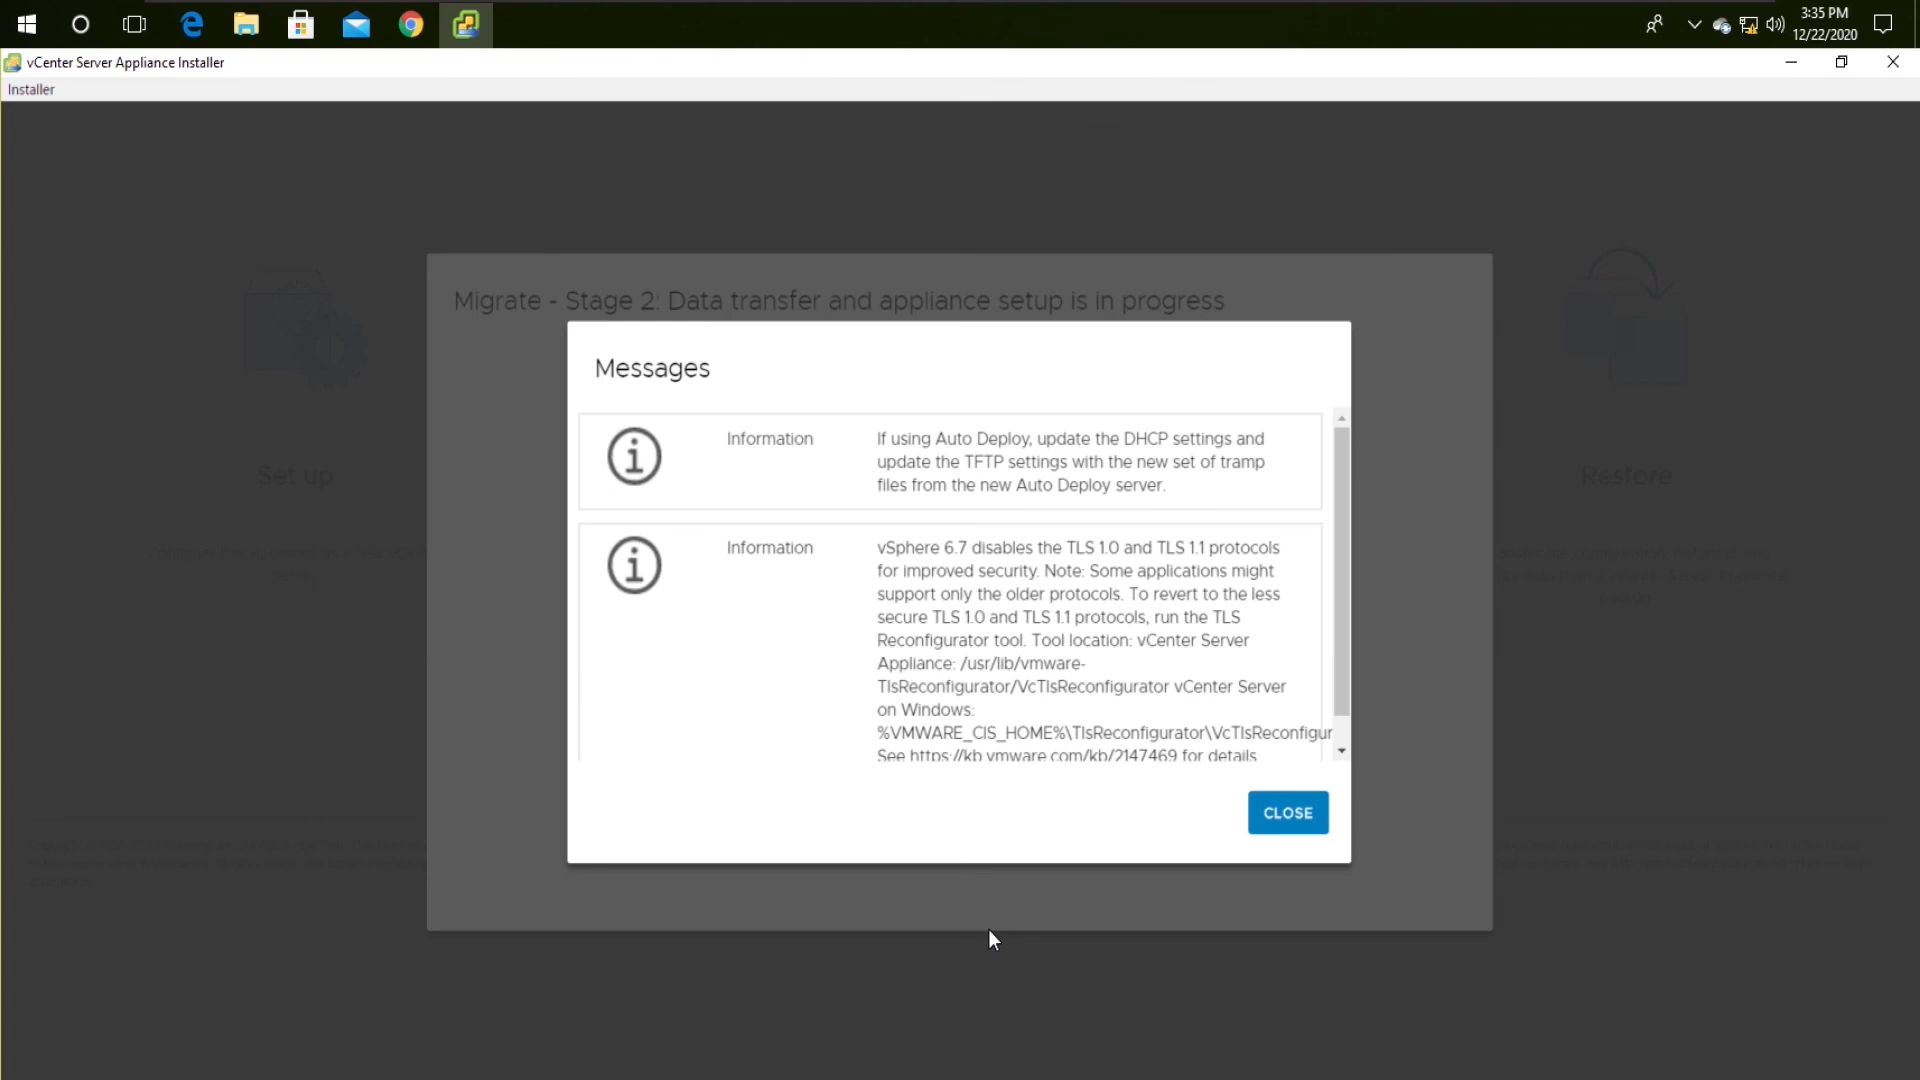 3:35 PM
12/22/2020
vCenter Server Appliance Installer
Installer
Migrate - Stage 2: Data transfer and appliance setup is in progress
Messages
Information
If using Auto Deploy, update the DHCP settings and
update the TFTP settings with the new set of tramp
files from the new Auto Deploy server.
Information
vSphere 6.7 disables the TLS 1.0 and TLS 1.1 protocols
for improved security. Note: Some applications might
support only the older protocols. To revert to the less
secure TLS 1.0 and TLS 1.1 protocols, run the TLS
Reconfigurator tool. Tool location: vCenter Server
Appliance: /usr/lib/vmware-
TlsReconfigurator/VcTlsReconfigurator vCenter Server
on Windows:
%VMWARE_CIS_HOME%\TlsReconfigurator\VcTlsReconfigur
See https://kb.vmware.com/kb/2147469 for details
CLOSE
Set up
Restore